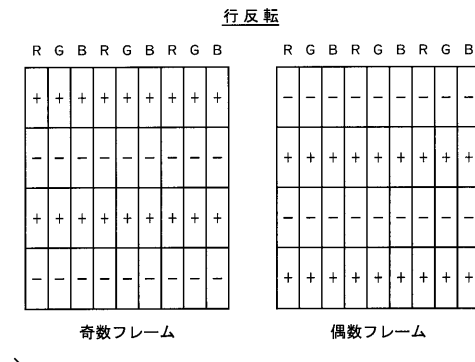 行反転
R G B R G B R G B R G B R G B R G B
+ + + + + + + + + - - - - - - - - -
- - - - - - - - - + + + + + + + + +
+ + + + + + + + + - - - - - - - - -
- - - - - - - - - + + + + + + + + +
奇数フレーム 偶数フレーム